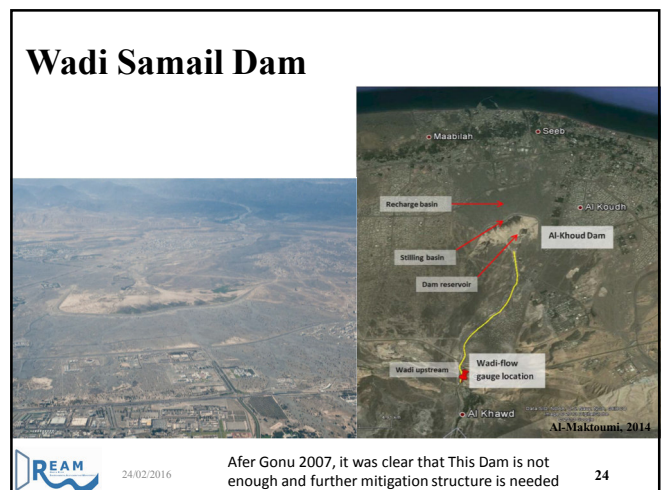 Wadi Samail Dam
Maabilah
Seeb
Recharge basin
Al Koudh
Al-Khoud Dam
Stilling basin
Dam reservoir
Wadi upstream
Wadi-flow
gauge location
Al Khawd
Al-Maktoumi, 2014
REAM
24/02/2016
Afer Gonu 2007, it was clear that This Dam is not
enough and further mitigation structure is needed
24